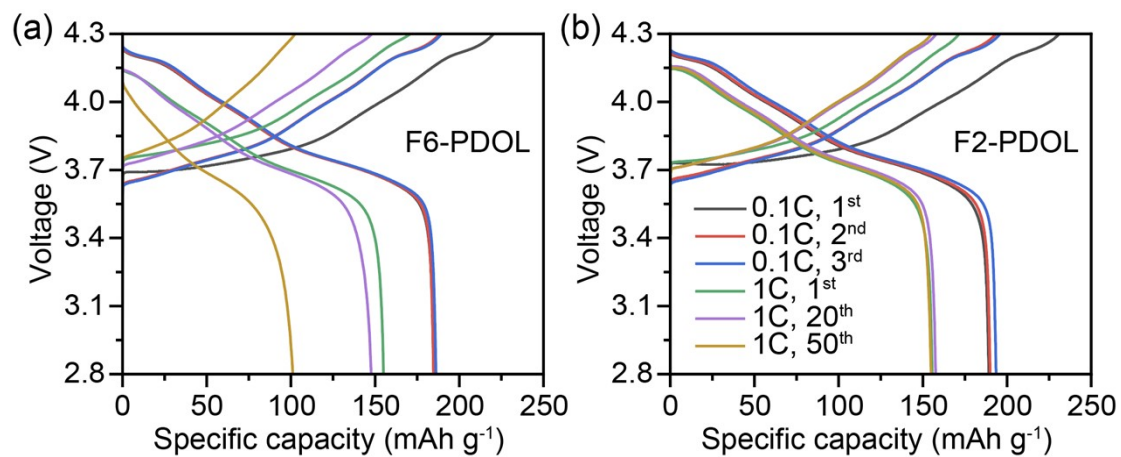 (a)
4.3
4.0
3.7
3.4
3.1
2.8
Voltage (V)
F6-PDOL
0
50
100
150
200
250
Specific capacity (mAh g⁻¹)
(b)
4.3
4.0
3.7
3.4
3.1
2.8
Voltage (V)
F2-PDOL
0.1C, 1ˢᵗ
0.1C, 2ⁿᵈ
0.1C, 3ʳᵈ
1C, 1ˢᵗ
1C, 20ᵗʰ
1C, 50ᵗʰ
0
50
100
150
200
250
Specific capacity (mAh g⁻¹)